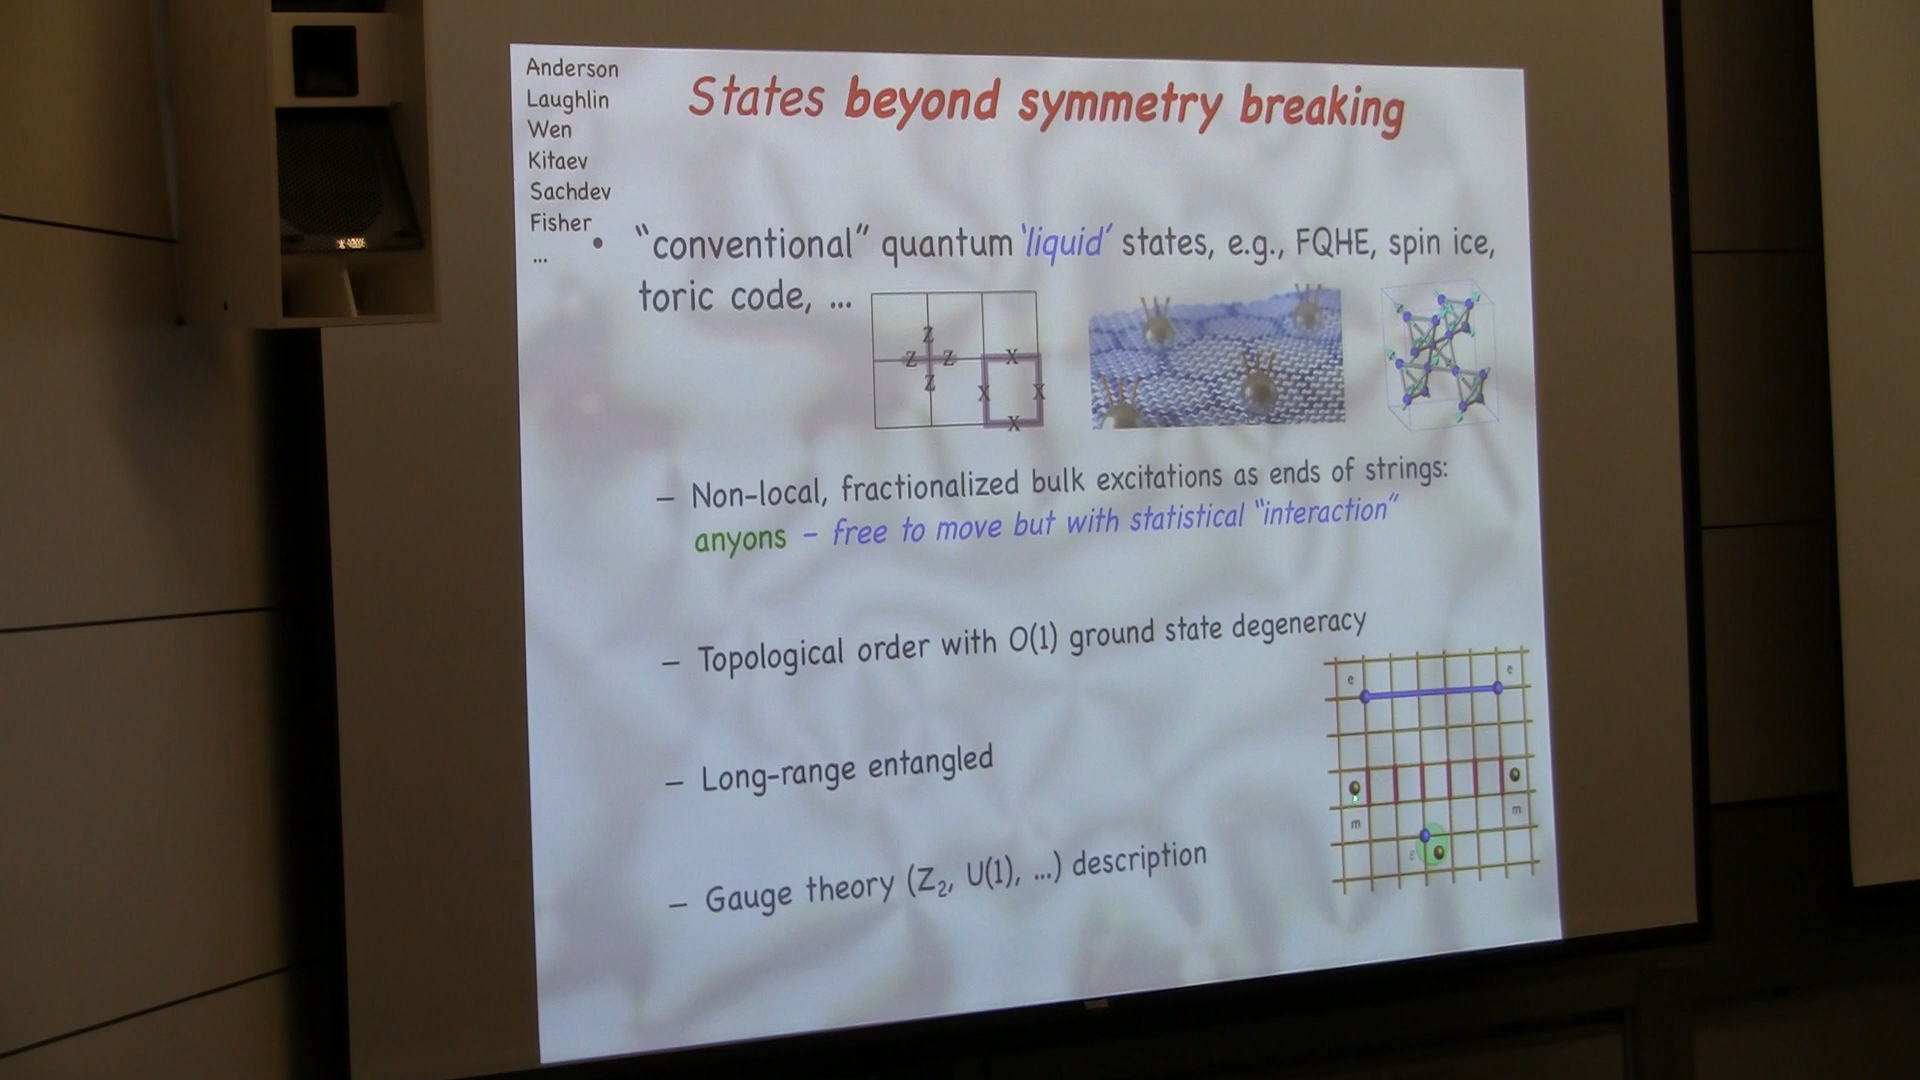 Anderson
Laughlin
Wen
Kitaev
Sachdev
Fisher
...
States beyond symmetry breaking
• “conventional” quantum ‘liquid’ states, e.g., FQHE, spin ice,
toric code, ...
Z
Z Z
Z
X
X X
X
– Non-local, fractionalized bulk excitations as ends of strings:
anyons – free to move but with statistical “interaction”
– Topological order with O(1) ground state degeneracy
– Long-range entangled
– Gauge theory (Z₂, U(1), ...) description
e e
m m
ε